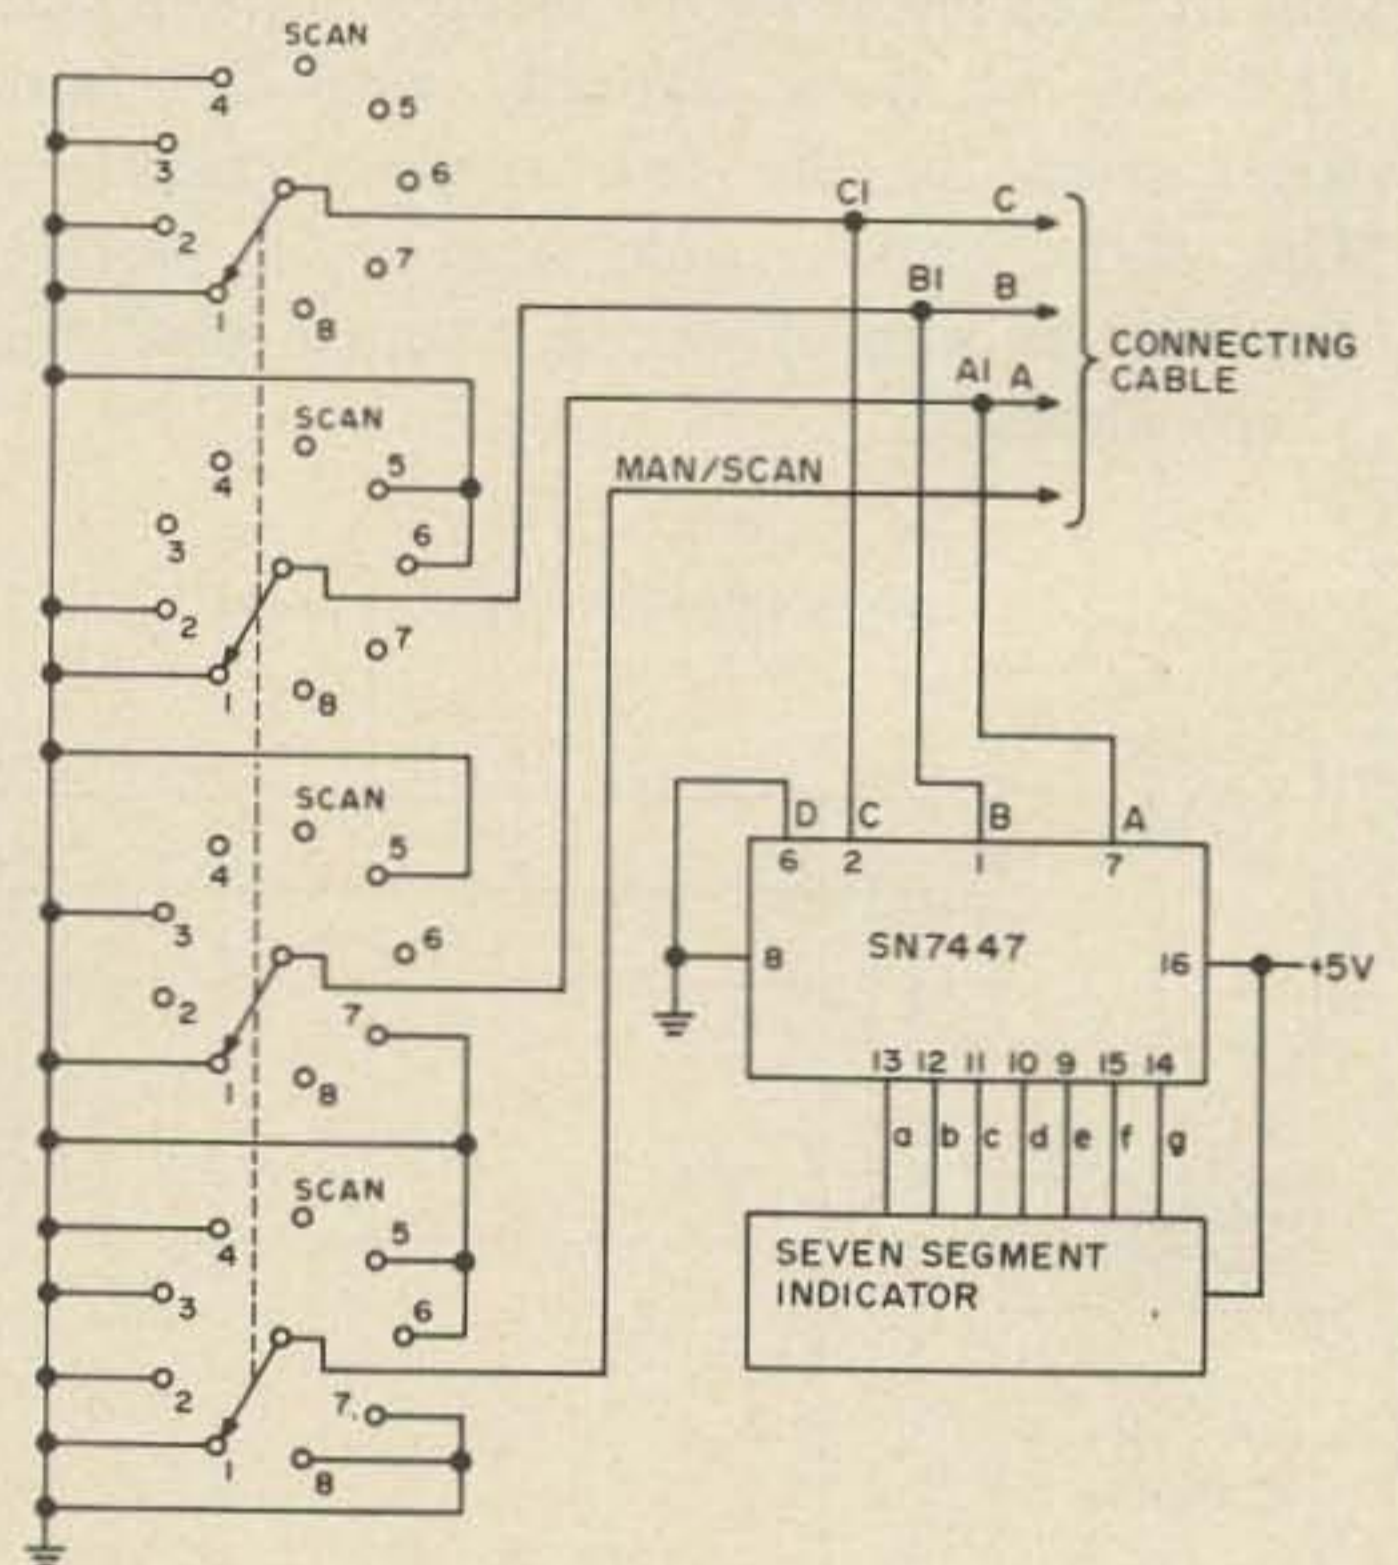 SCAN
4
5
3
6
2
7
1
8
C1 C
B1 B
A1 A
CONNECTING
CABLE
MAN/SCAN
SCAN
4
5
3
6
2
7
1
8
SCAN
4
5
3
6
2
7
1
8
SCAN
4
5
3
6
2
7.
1
8
D C B A
6 2 1 7
8 SN7447 16 +5V
13 12 11 10 9 15 14
a b c d e f g
SEVEN SEGMENT
INDICATOR